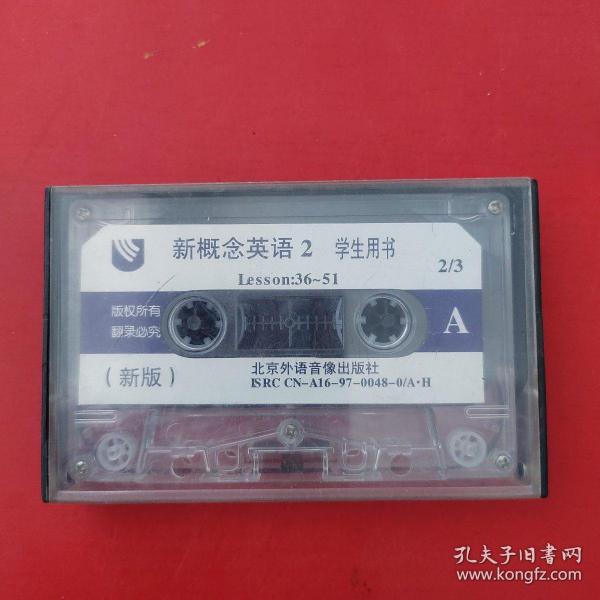 新概念英语2 学生用书
2/3
Lesson:36~51
版权所有
翻录必究
A
(新版)
北京外语音像出版社
ISRC CN-A16-97-0048-0/A·H
孔夫子旧书网
www.kongfz.com